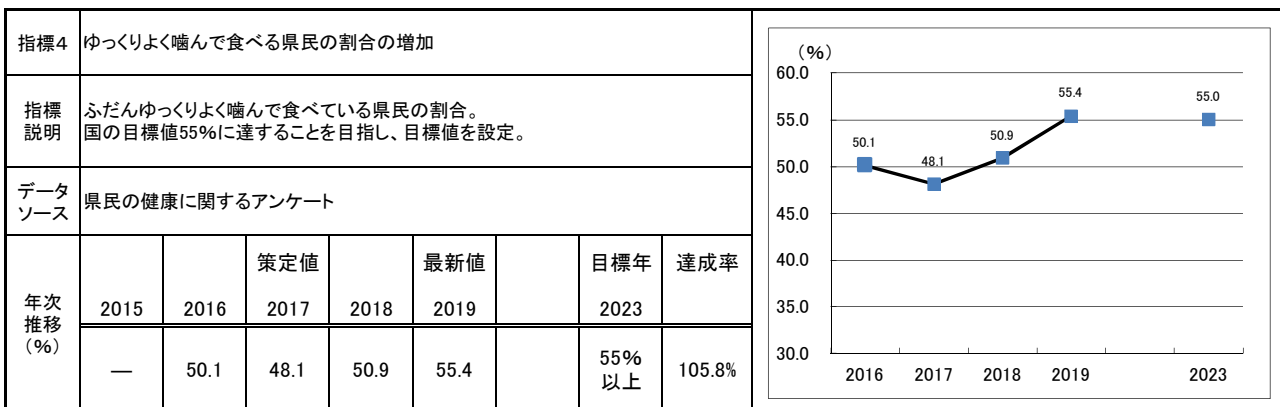 指標4 ゆっくりよく噛んで食べる県民の割合の増加
指標
説明
ふだんゆっくりよく噛んで食べている県民の割合。
国の目標値55%に達することを目指し、目標値を設定。
データ
ソース
県民の健康に関するアンケート
年次
推移
(%)
策定値 最新値 目標年 達成率
2015 2016 2017 2018 2019 2023
― 50.1 48.1 50.9 55.4 55%
以上 105.8%
(%)
60.0
55.0
50.0
45.0
40.0
35.0
30.0
50.1
48.1
50.9
55.4
55.0
2016 2017 2018 2019 2023